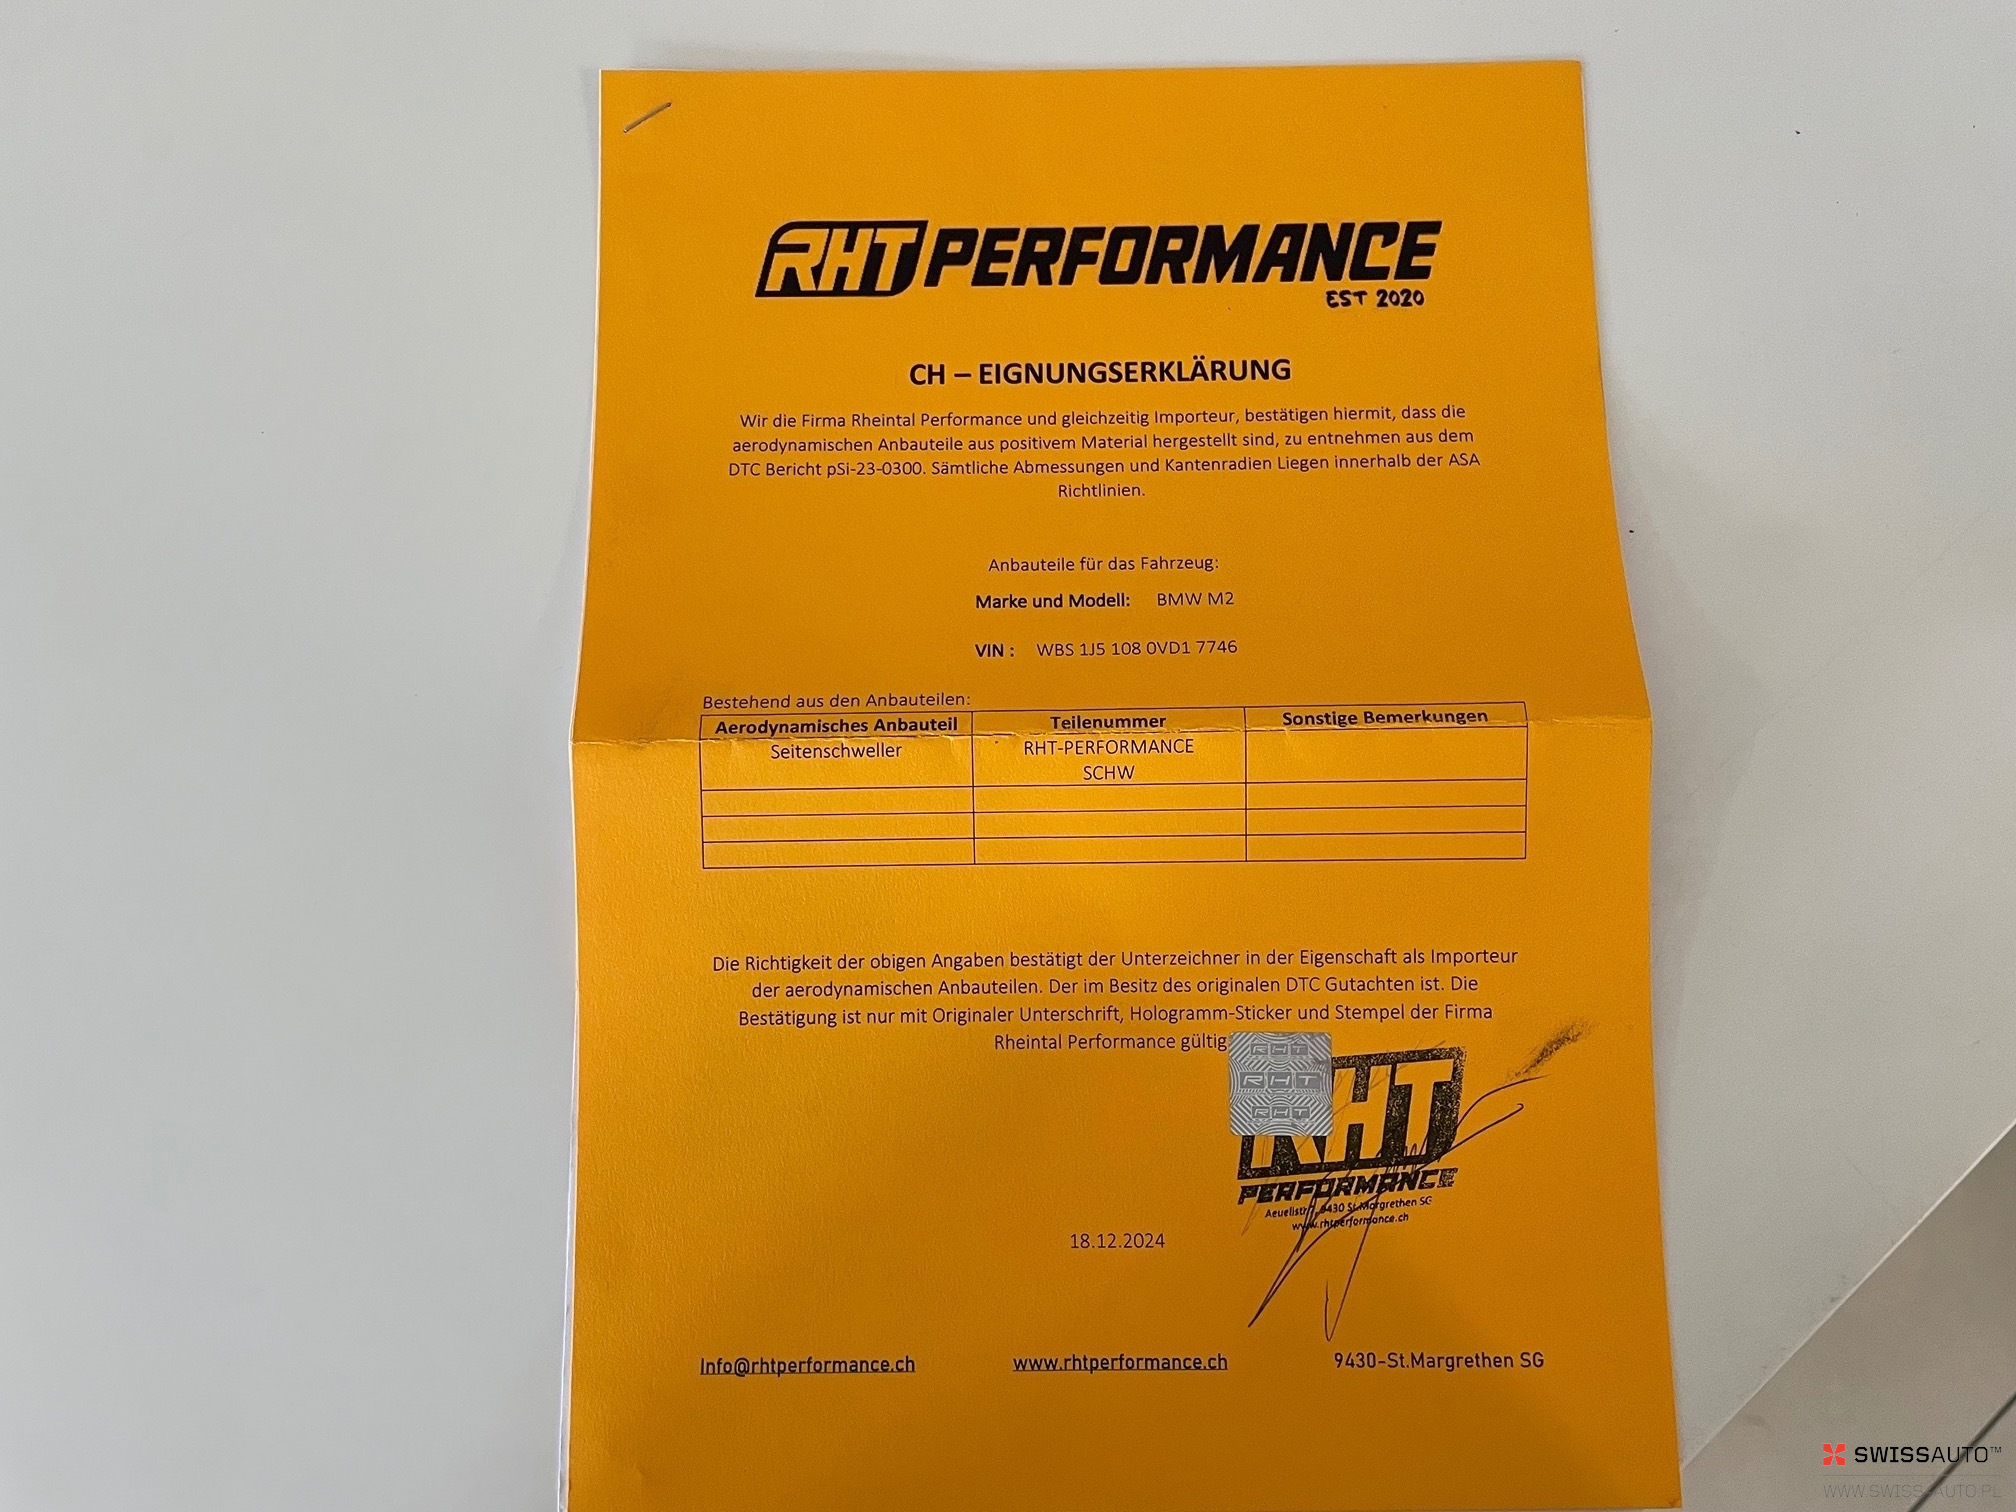 RHT PERFORMANCE
EST 2020
CH – EIGNUNGSERKLÄRUNG
Wir die Firma Rheintal Performance und gleichzeitig Importeur, bestätigen hiermit, dass die
aerodynamischen Anbauteile aus positivem Material hergestellt sind, zu entnehmen aus dem
DTC Bericht pSi-23-0300. Sämtliche Abmessungen und Kantenradien Liegen innerhalb der ASA
Richtlinien.
Anbauteile für das Fahrzeug:
Marke und Modell: BMW M2
VIN : WBS 1J5 108 0VD1 7746
Bestehend aus den Anbauteilen:
Aerodynamisches Anbauteil Teilenummer Sonstige Bemerkungen
Seitenschweller RHT-PERFORMANCE
SCHW
Die Richtigkeit der obigen Angaben bestätigt der Unterzeichner in der Eigenschaft als Importeur
der aerodynamischen Anbauteilen. Der im Besitz des originalen DTC Gutachten ist. Die
Bestätigung ist nur mit Originaler Unterschrift, Hologramm-Sticker und Stempel der Firma
Rheintal Performance gültig
RHT
RHT
RHT
RHT
PERFORMANCE
9430 St.Margrethen SG
www.rhtperformance.ch
18.12.2024
Info@rhtperformance.ch www.rhtperformance.ch 9430-St.Margrethen SG
SWISSAUTO™
WWW.SWISSAUTO.PL